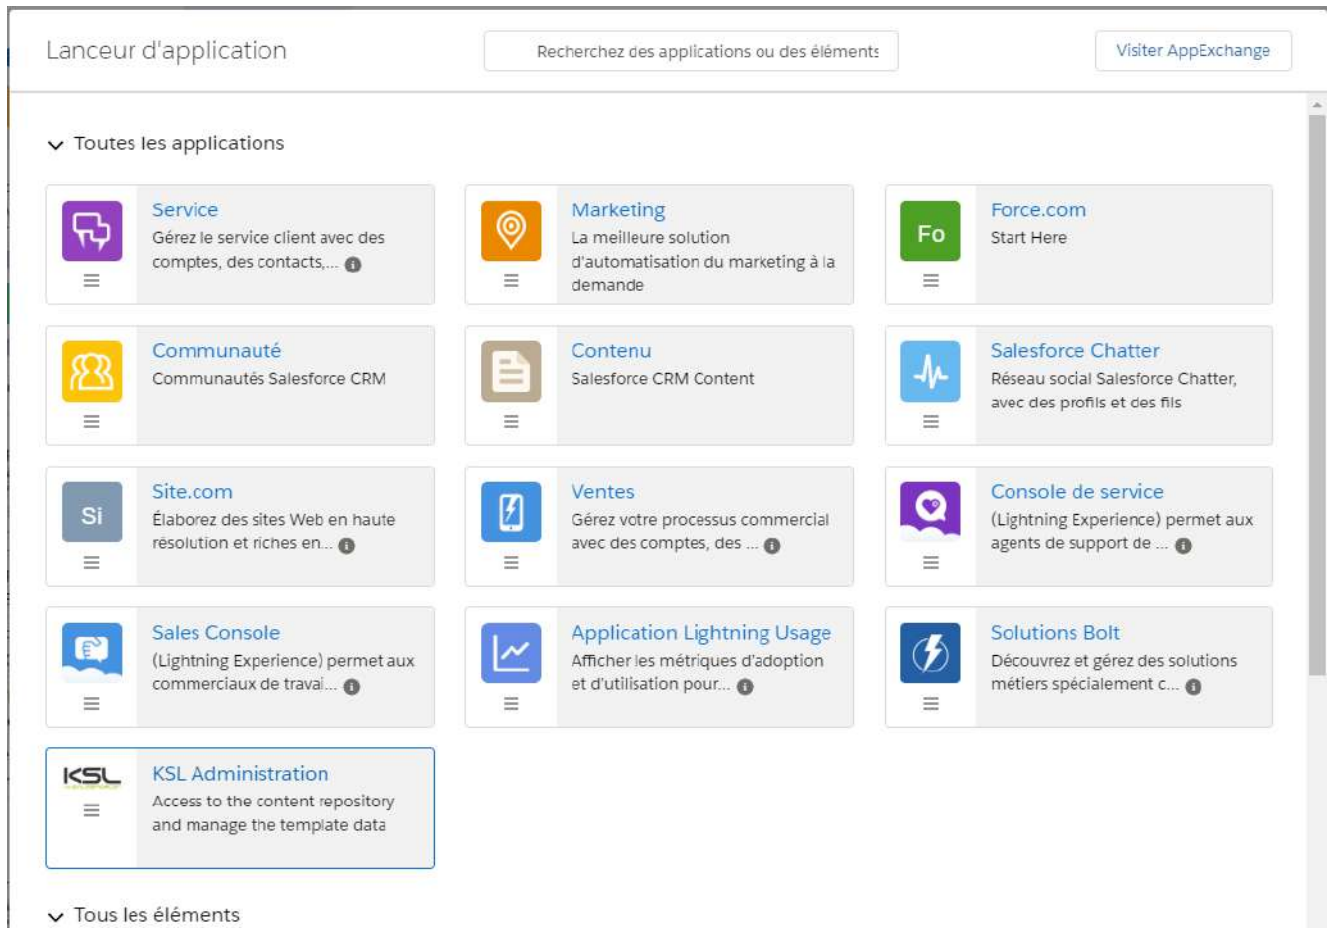 Lanceur d'application
Recherchez des applications ou des éléments
Visiter AppExchange
Toutes les applications
Service
Gérez le service client avec des
comptes, des contacts,...
Marketing
La meilleure solution
d'automatisation du marketing à la
demande
Fo
Force.com
Start Here
Communauté
Communautés Salesforce CRM
Contenu
Salesforce CRM Content
Salesforce Chatter
Réseau social Salesforce Chatter,
avec des profils et des fils
Si
Site.com
Élaborez des sites Web en haute
résolution et riches en...
Ventes
Gérez votre processus commercial
avec des comptes, des ...
Console de service
(Lightning Experience) permet aux
agents de support de ...
Sales Console
(Lightning Experience) permet aux
commerciaux de travai...
Application Lightning Usage
Afficher les métriques d'adoption
et d'utilisation pour...
Solutions Bolt
Découvrez et gérez des solutions
métiers spécialement c...
KSL
KSL Administration
Access to the content repository
and manage the template data
Tous les éléments